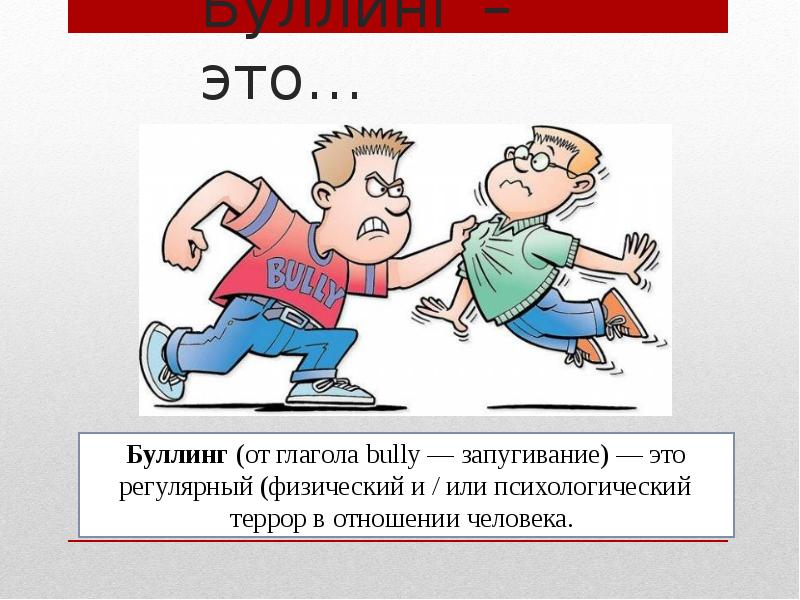 Буллинг –
это…
BULLY
Буллинг (от глагола bully — запугивание) — это
регулярный (физический и / или психологический
террор в отношении человека.